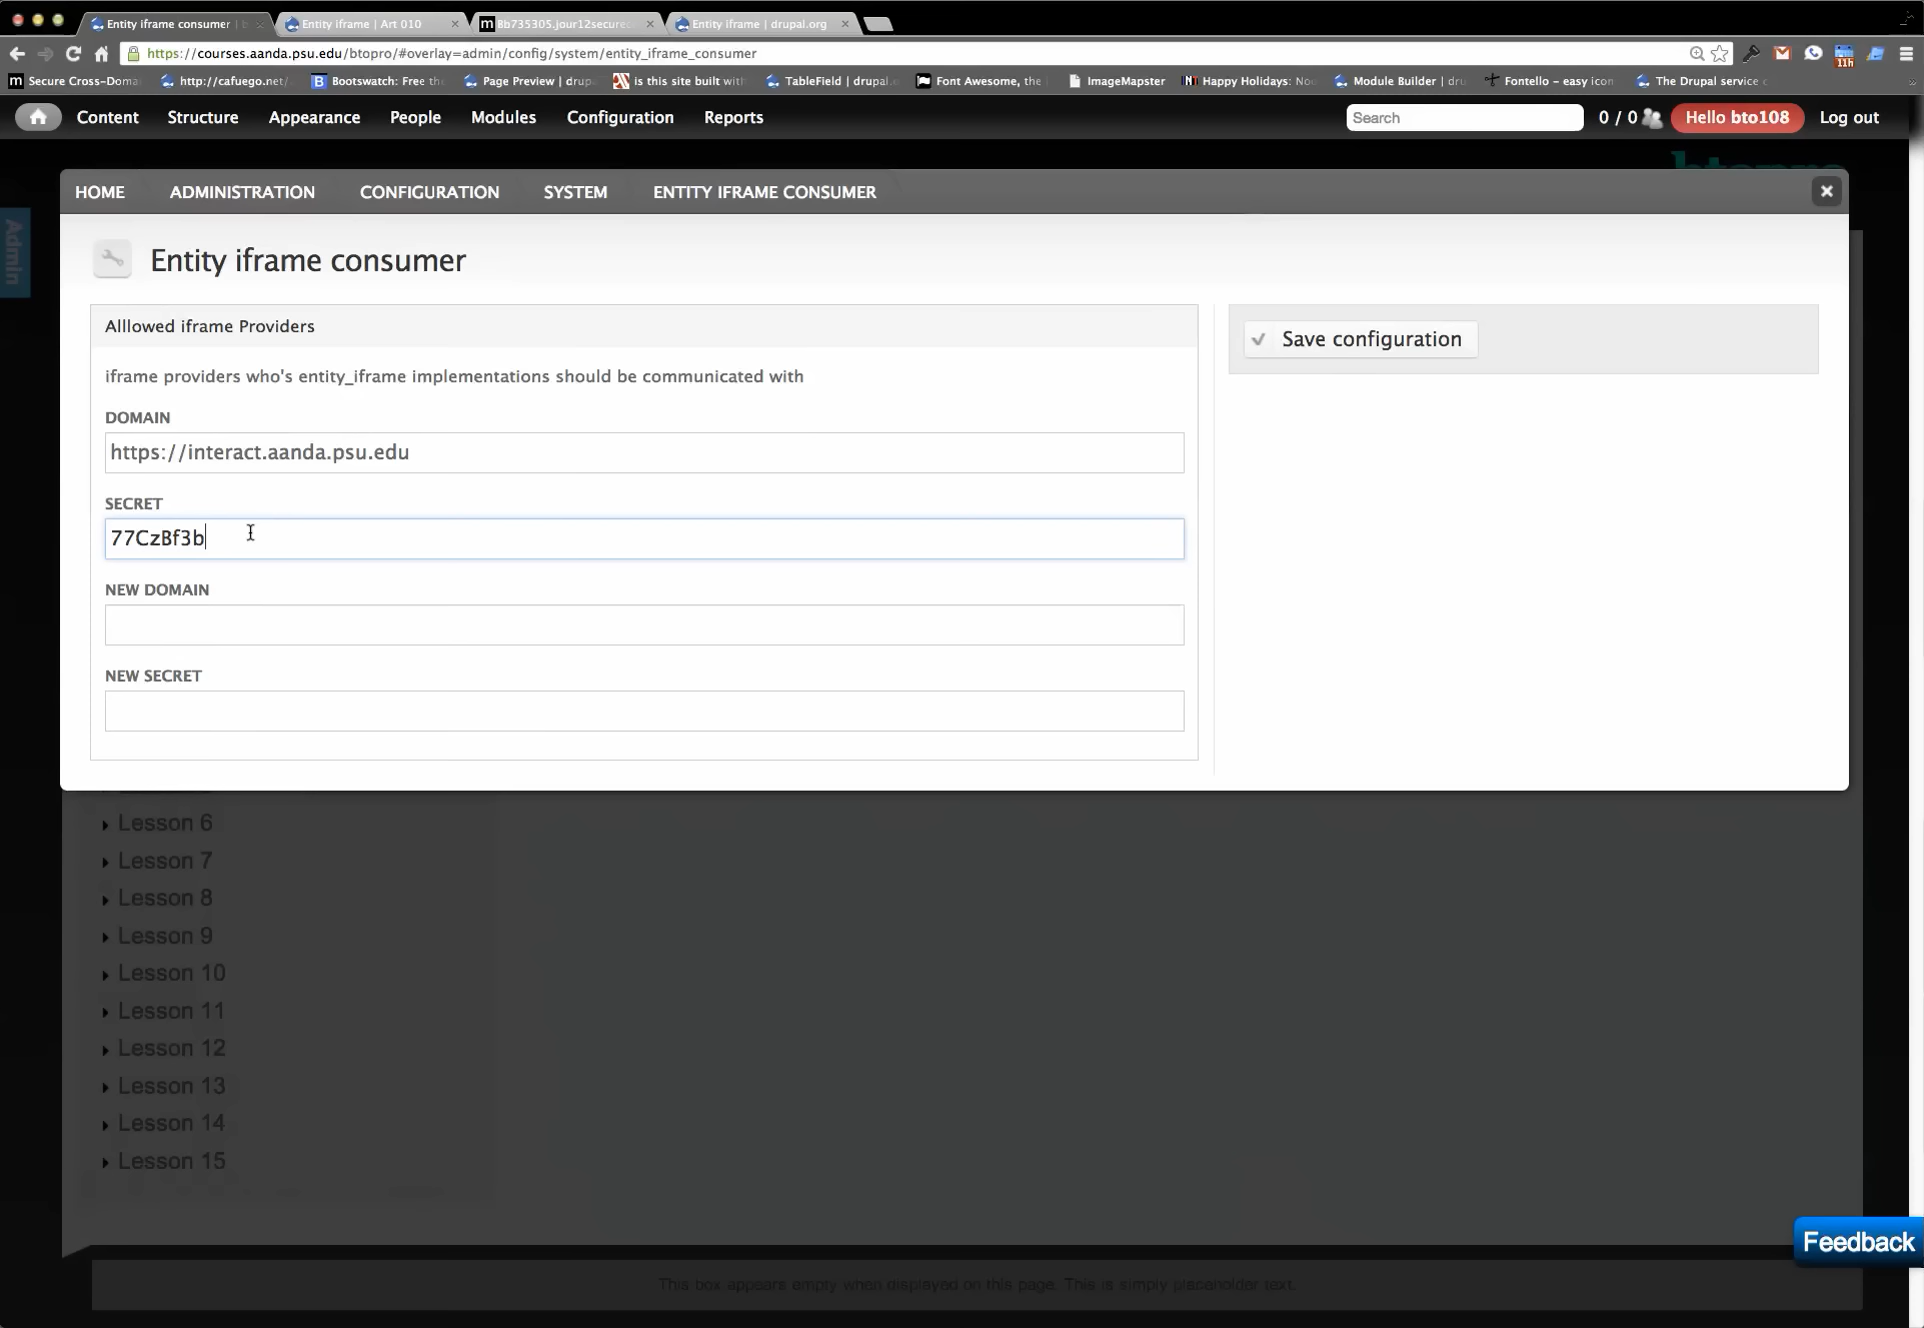 Entity iframe consumer
Entity iframe | Art 010
Bb735305.jour12secure
Entity iframe | drupal.org
https://courses.aanda.psu.edu/btopro/#overlay=admin/config/system/entity_iframe_consumer
Secure Cross-Doma
http://cafuego.net/
Bootswatch: Free th
Page Preview | drup
is this site built with
TableField | drupal.
Font Awesome, the
ImageMapster
Happy Holidays: No
Module Builder | dru
Fontello – easy icon
The Drupal service
11h
Content
Structure
Appearance
People
Modules
Configuration
Reports
Search
0 / 0
Hello bto108
Log out
Admin
HOME
ADMINISTRATION
CONFIGURATION
SYSTEM
ENTITY IFRAME CONSUMER
Entity iframe consumer
Alllowed iframe Providers
Save configuration
iframe providers who's entity_iframe implementations should be communicated with
DOMAIN
https://interact.aanda.psu.edu
SECRET
77CzBf3b
NEW DOMAIN
NEW SECRET
Lesson 6
Lesson 7
Lesson 8
Lesson 9
Lesson 10
Lesson 11
Lesson 12
Lesson 13
Lesson 14
Lesson 15
Feedback
This box appears empty when displayed on this page. This is simply placeholder text.